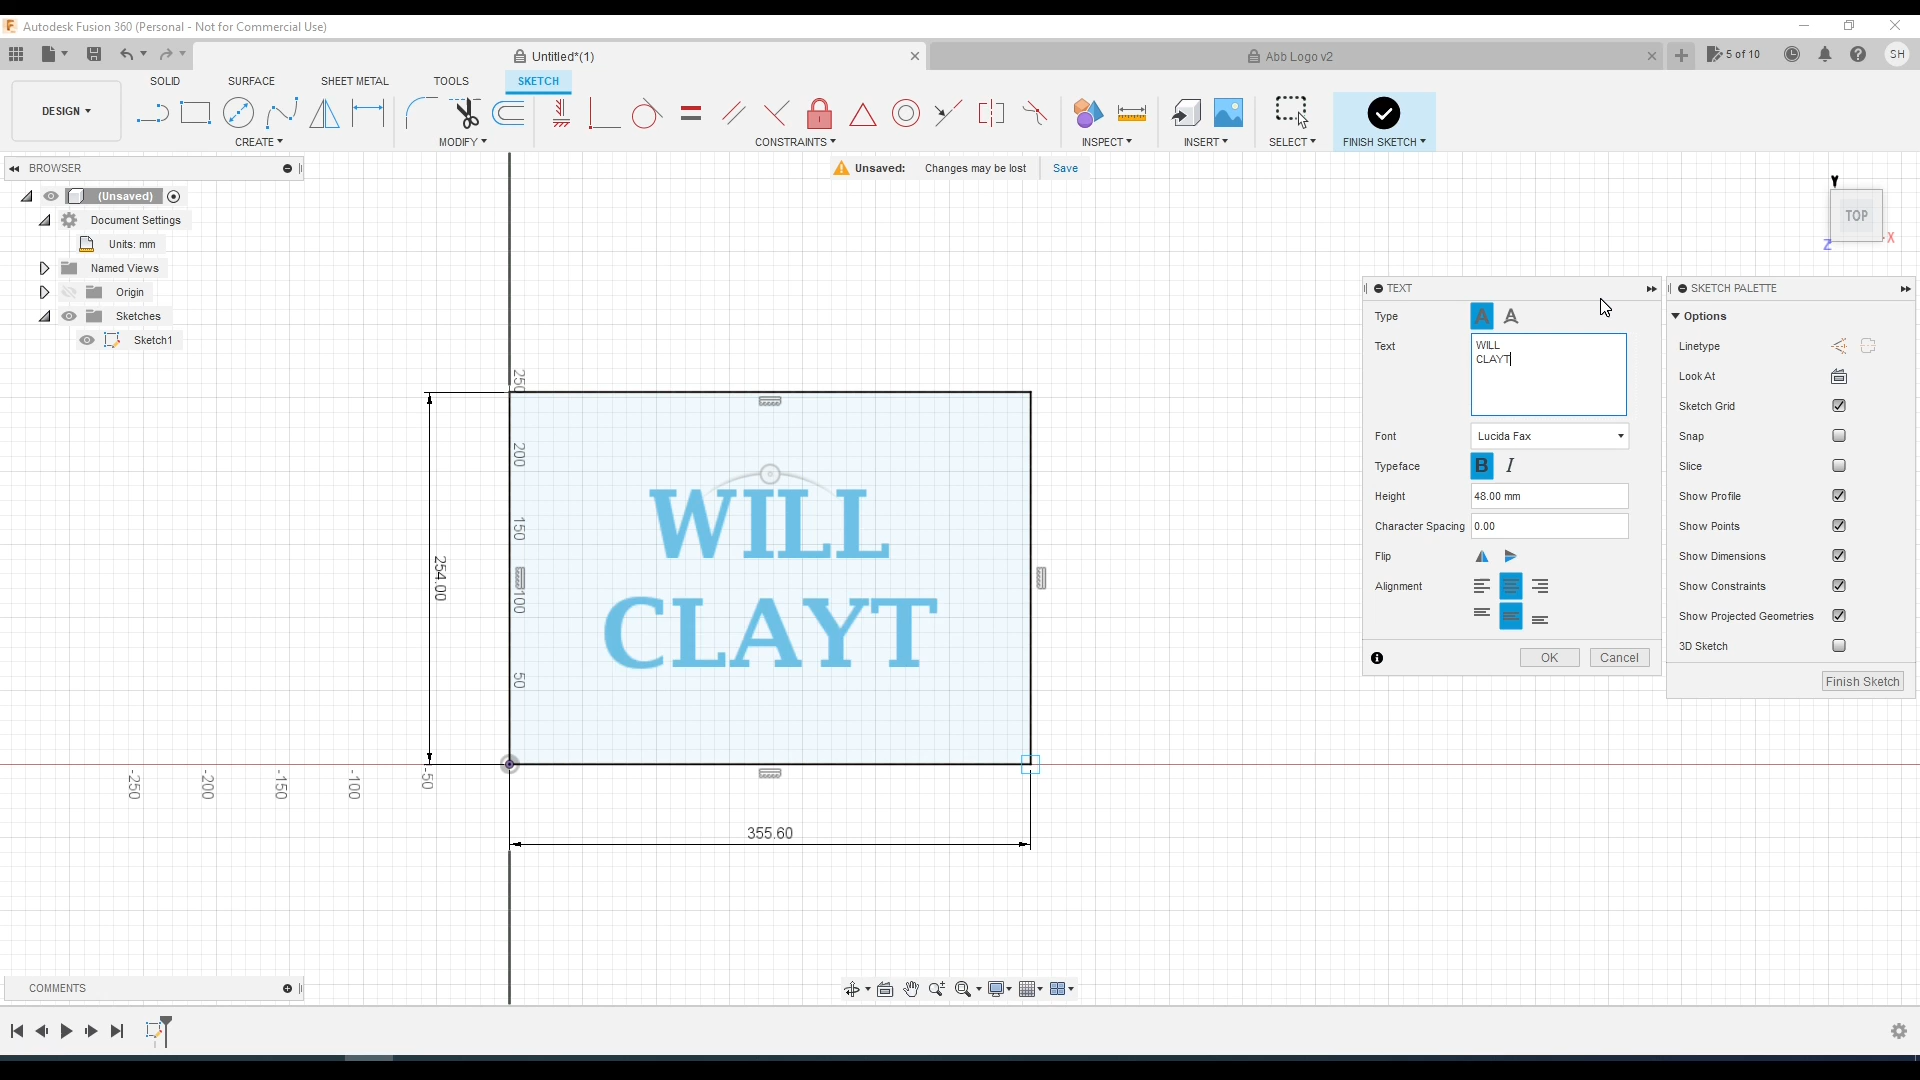 Autodesk Fusion 360 (Personal - Not for Commercial Use)
Untitled*(1)
Abb Logo v2
5 of 10
SH
DESIGN
SOLID
SURFACE
SHEET METAL
TOOLS
SKETCH
CREATE
MODIFY
CONSTRAINTS
INSPECT
INSERT
SELECT
FINISH SKETCH
BROWSER
Unsaved: Changes may be lost
Save
(Unsaved)
Document Settings
Units: mm
Named Views
Origin
Sketches
Sketch1
Y
TOP
Z
X
TEXT
Type
Text
WILL
CLAYT
Font
Lucida Fax
Typeface
B I
Height
48.00 mm
Character Spacing
0.00
Flip
Alignment
OK
Cancel
SKETCH PALETTE
Options
Linetype
Look At
Sketch Grid
Snap
Slice
Show Profile
Show Points
Show Dimensions
Show Constraints
Show Projected Geometries
3D Sketch
Finish Sketch
250
200
150
100
50
WILL
CLAYT
254.00
-250
-200
-150
-100
-50
355.60
COMMENTS